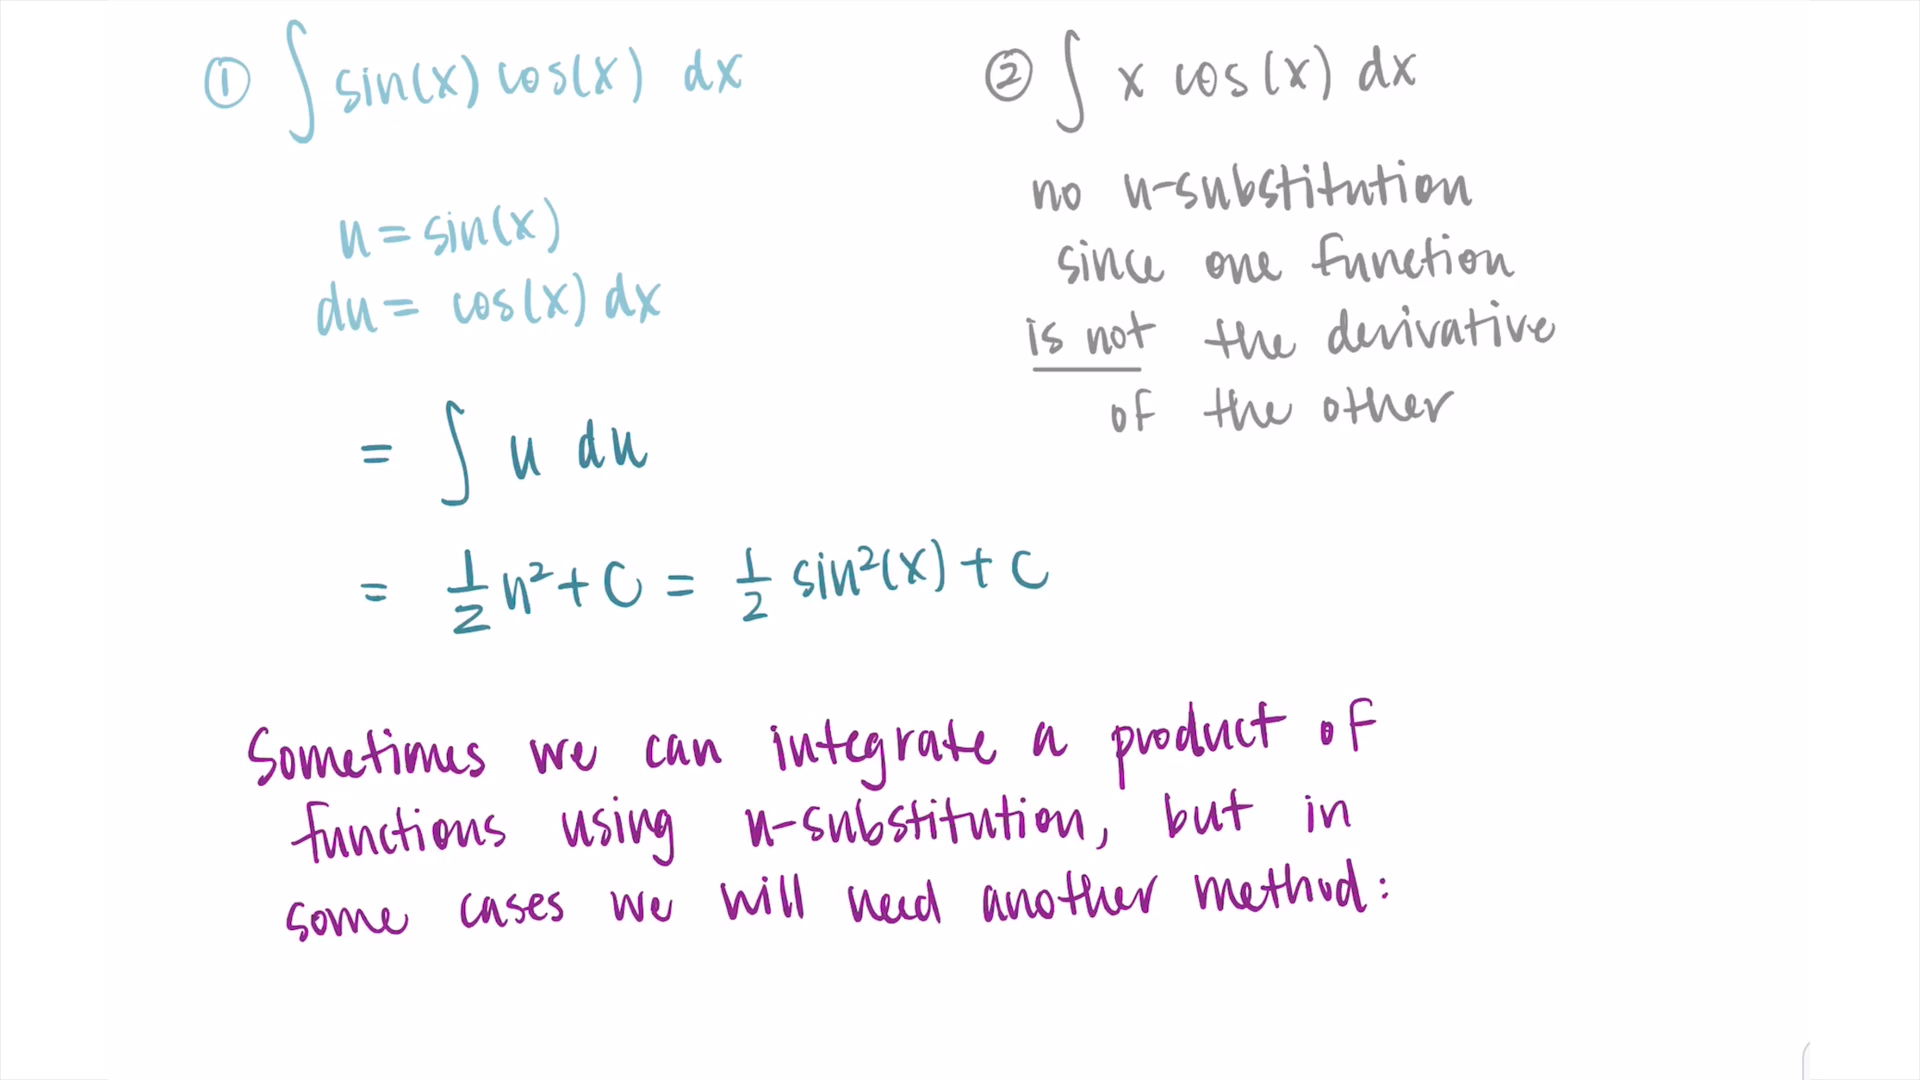 ① ∫ sin(x) cos(x) dx
u = sin(x)
du = cos(x) dx
= ∫ u du
= 1/2 u² + C = 1/2 sin²(x) + C
② ∫ x cos(x) dx
no u-substitution
since one function
is not the derivative
of the other
Sometimes we can integrate a product of
functions using u-substitution, but in
some cases we will need another method: